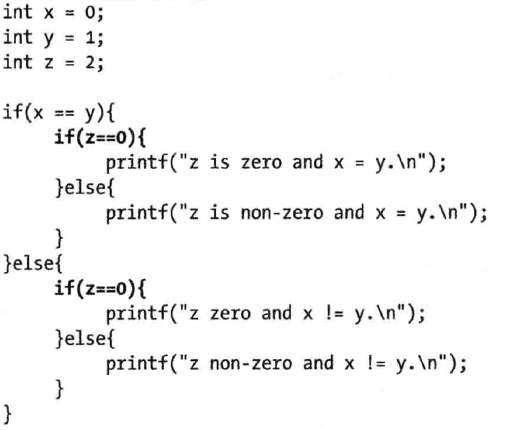 int x = 0;
int y = 1;
int z = 2;

if(x == y){
     if(z==0){
          printf("z is zero and x = y.\n");
     }else{
          printf("z is non-zero and x = y.\n");
     }
}else{
     if(z==0){
          printf("z zero and x != y.\n");
     }else{
          printf("z non-zero and x != y.\n");
     }
}